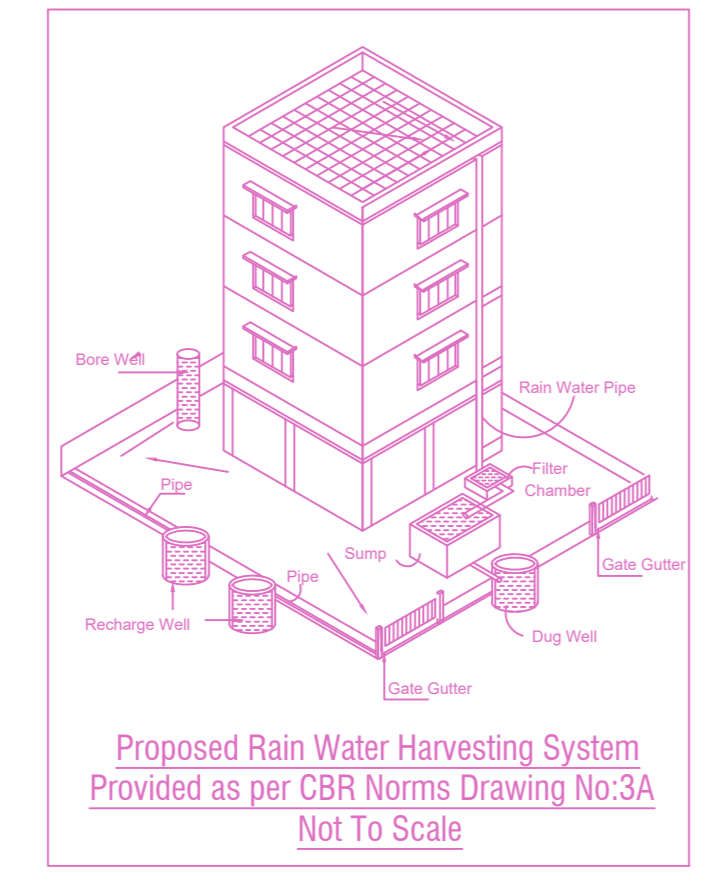 Bore Well
Rain Water Pipe
Filter
Chamber
Pipe
Sump
Gate Gutter
Pipe
Recharge Well
Dug Well
Gate Gutter
Proposed Rain Water Harvesting System
Provided as per CBR Norms Drawing No:3A
Not To Scale